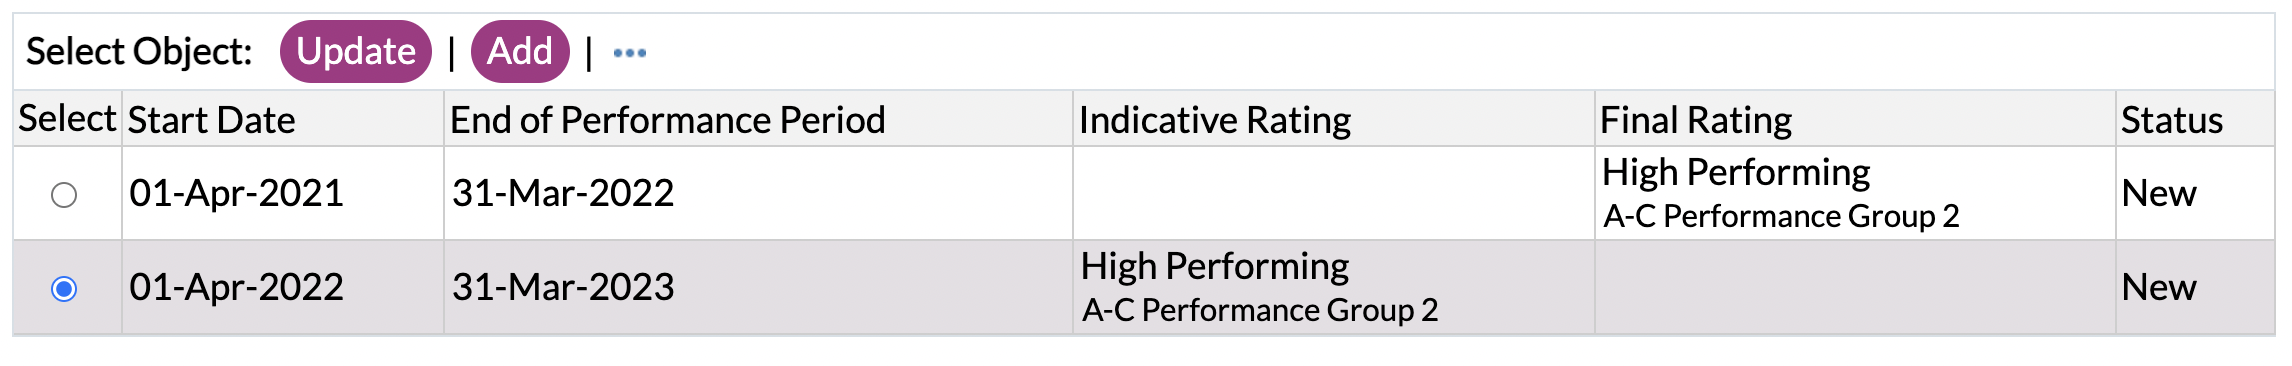 Select Object: Update | Add | •••
Select Start Date End of Performance Period Indicative Rating Final Rating Status
01-Apr-2021 31-Mar-2022 High Performing New
A-C Performance Group 2
01-Apr-2022 31-Mar-2023 High Performing New
A-C Performance Group 2